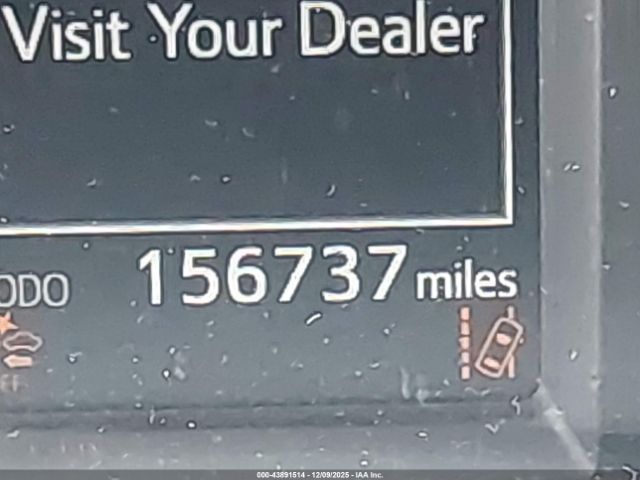 Visit Your Dealer
ODO 156737 miles
000-43891514 - 12/09/2025 - IAA Inc.